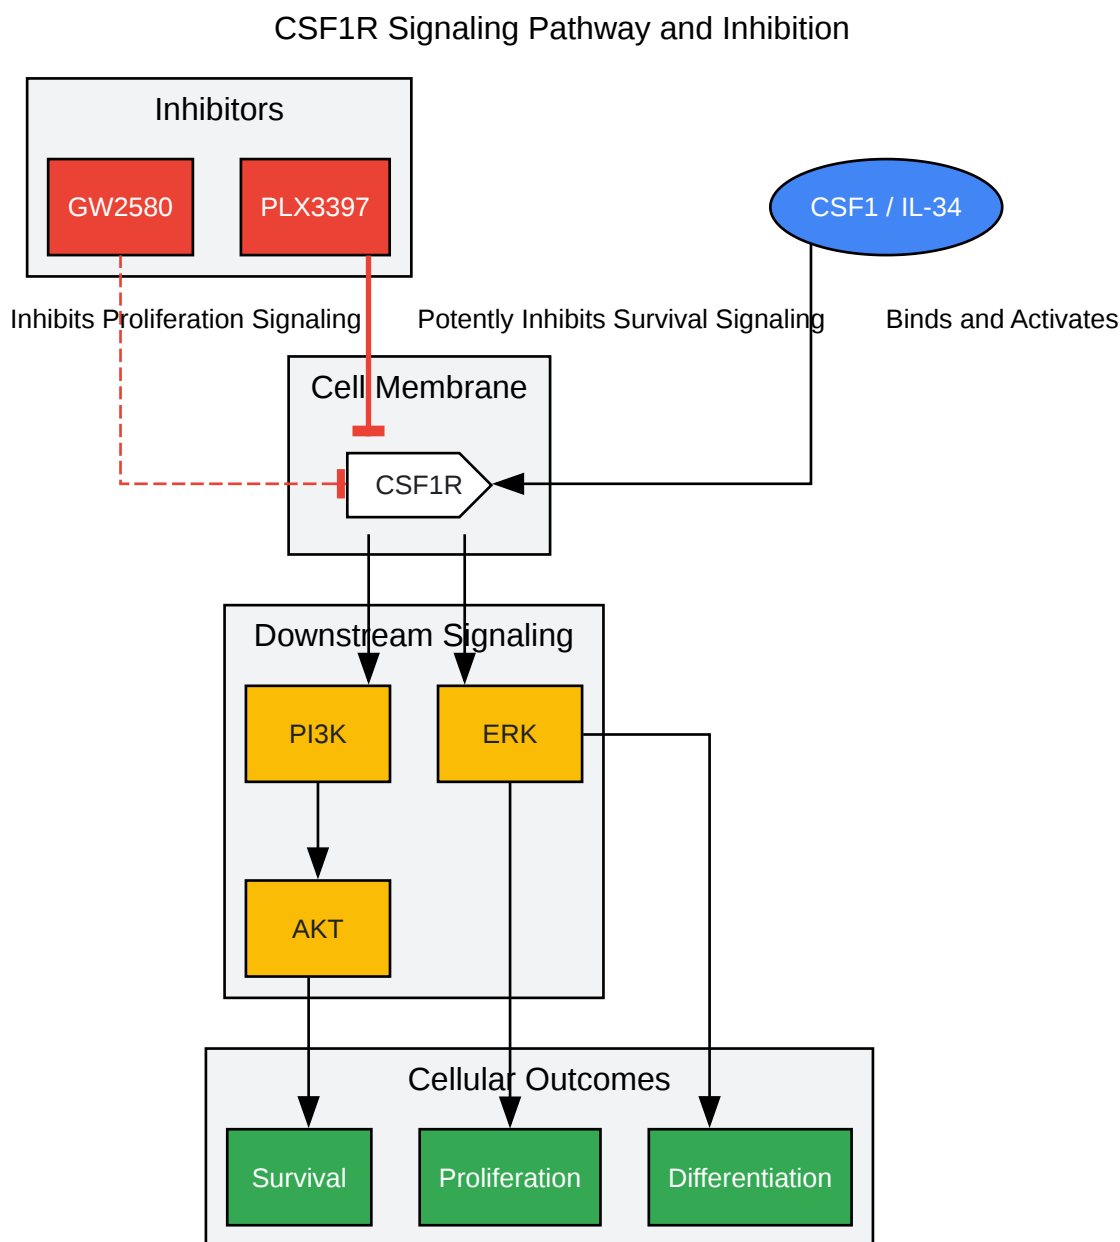 CSF1R Signaling Pathway and Inhibition
Inhibitors
GW2580
PLX3397
CSF1 / IL-34
Inhibits Proliferation Signaling
Potently Inhibits Survival Signaling
Binds and Activates
Cell Membrane
CSF1R
Downstream Signaling
PI3K
ERK
AKT
Cellular Outcomes
Survival
Proliferation
Differentiation